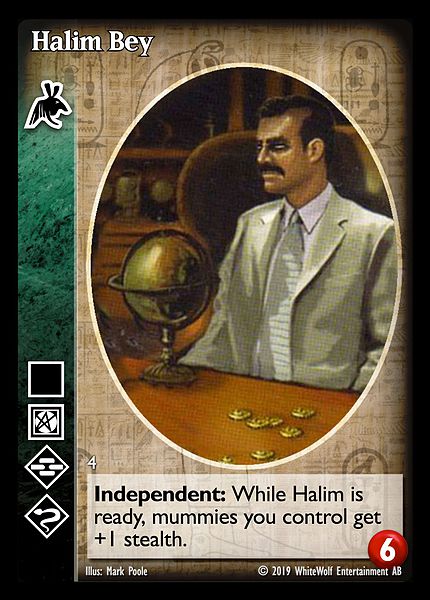 Halim Bey
4
Independent: While Halim is
ready, mummies you control get
+1 stealth.
6
Illus: Mark Poole
© 2019 WhiteWolf Entertainment AB